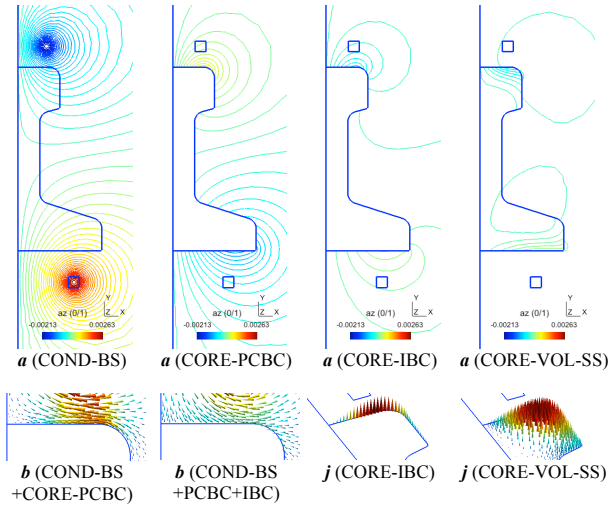 az (0/1)
Y
Z X
-0.00213 0.00263
a (COND-BS)
az (0/1)
Y
Z X
-0.00213 0.00263
a (CORE-PCBC)
az (0/1)
Y
Z X
-0.00213 0.00263
a (CORE-IBC)
az (0/1)
Y
Z X
-0.00213 0.00263
a (CORE-VOL-SS)
b (COND-BS
+CORE-PCBC)
b (COND-BS
+PCBC+IBC)
j (CORE-IBC)
j (CORE-VOL-SS)